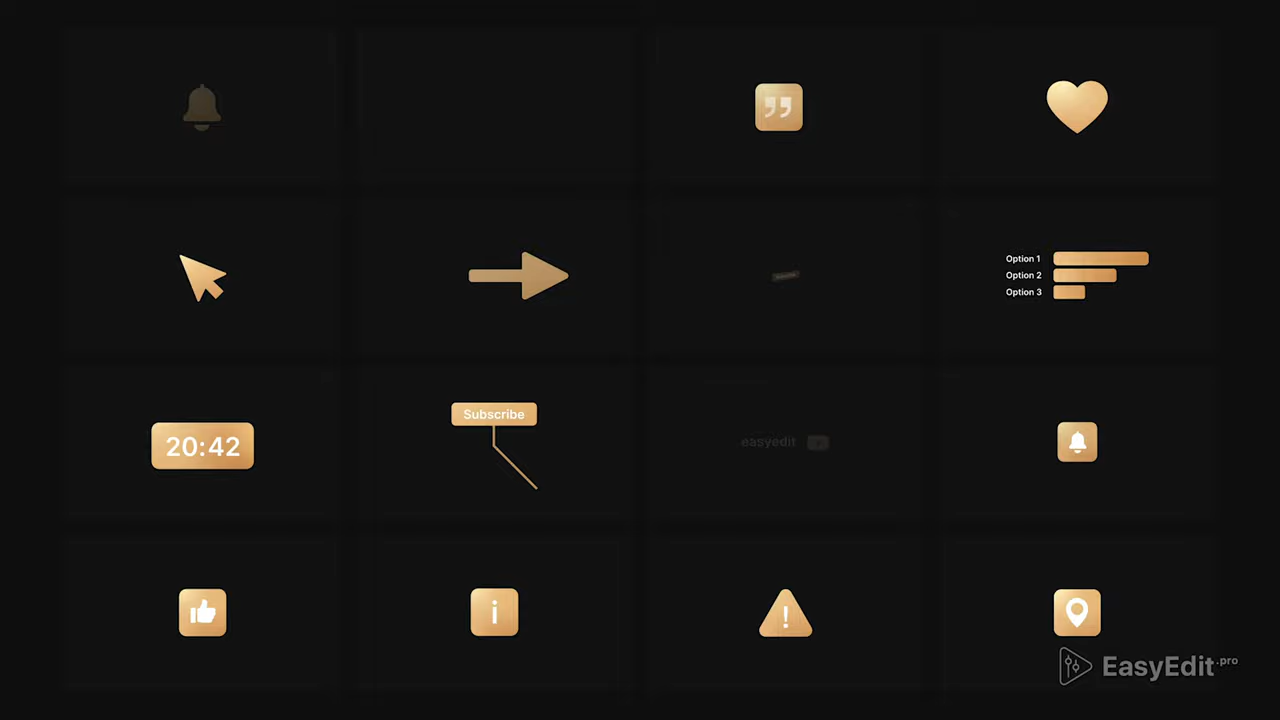 Option 1
Option 2
Option 3
20:42
Subscribe
easyedit
EasyEdit.pro